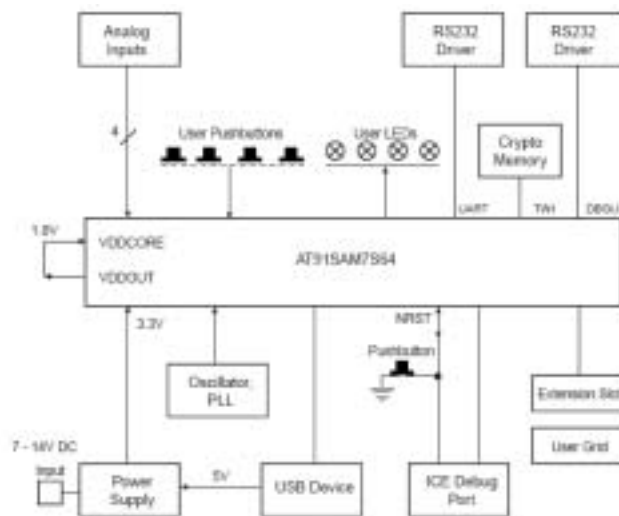 Analog
Inputs
RS232
Driver
RS232
Driver
4
User Pushbuttons
User LEDs
Crypto
Memory
UART
TWI
DBGU
1.8V
VDDCORE
VDDOUT
AT91SAM7S64
3.3V
NRST
Pushbutton
Oscillator,
PLL
Extension Slot
User Grid
7 - 14V DC
Input
Power
Supply
5V
USB Device
ICE Debug
Port